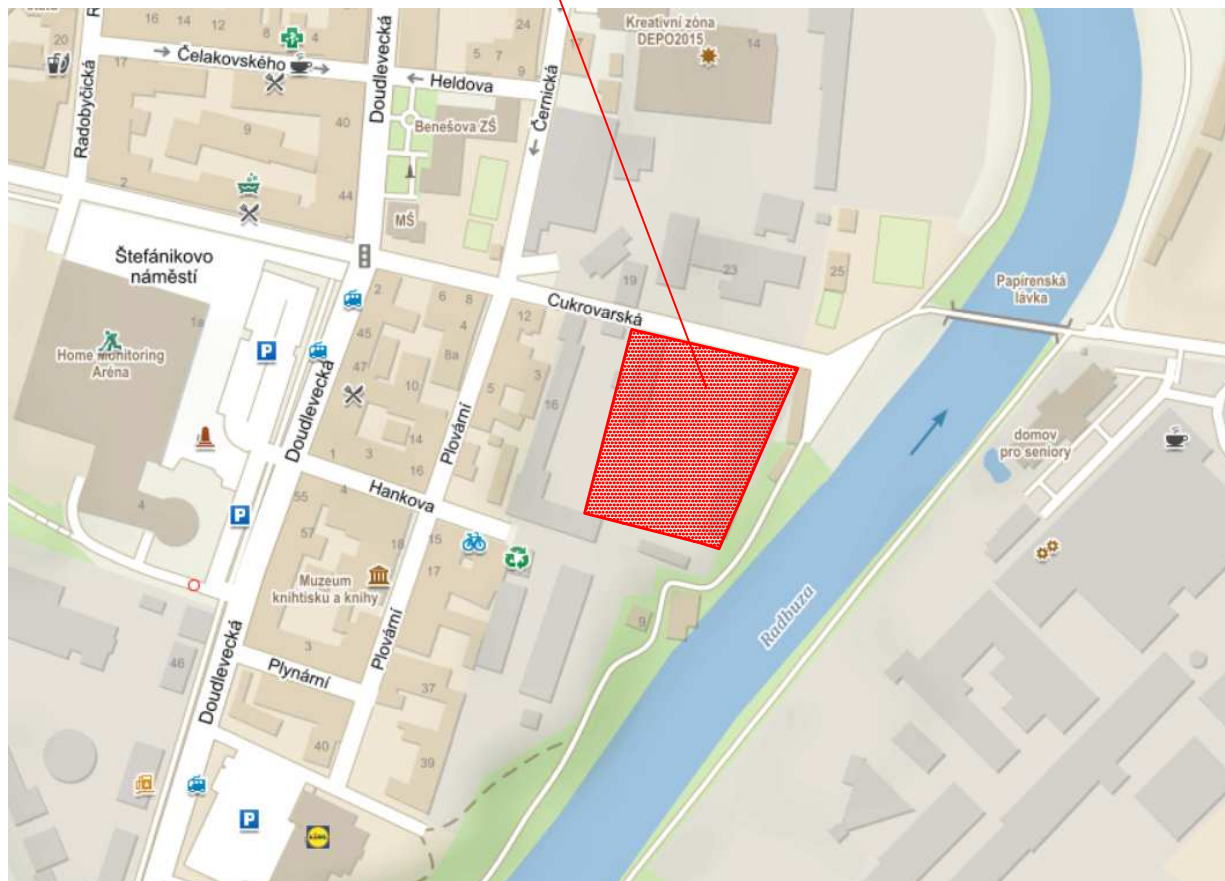 16
14
12
8
4
24
Kreativní zóna
DEPO2015
14
20
17
Čelakovského
Doudlevecká
5
7
9
17
Heldova
Černická
Radobyčická
9
40
Benešova ZŠ
2
44
MŠ
Štefánikovo
náměstí
19
23
25
Papírenská
lávka
1a
2
6
8
Cukrovarská
12
45
4
Home Monitoring
Aréna
P
47
8a
10
5
3
16
Doudlevecká
Plovární
14
domov
pro seniory
1
3
16
4
Hankova
4
55
P
57
18
15
Muzeum
knihtisku a knihy
17
Radbuza
9
3
Plovární
46
Plynární
Doudlevecká
37
40
39
P
LIDL